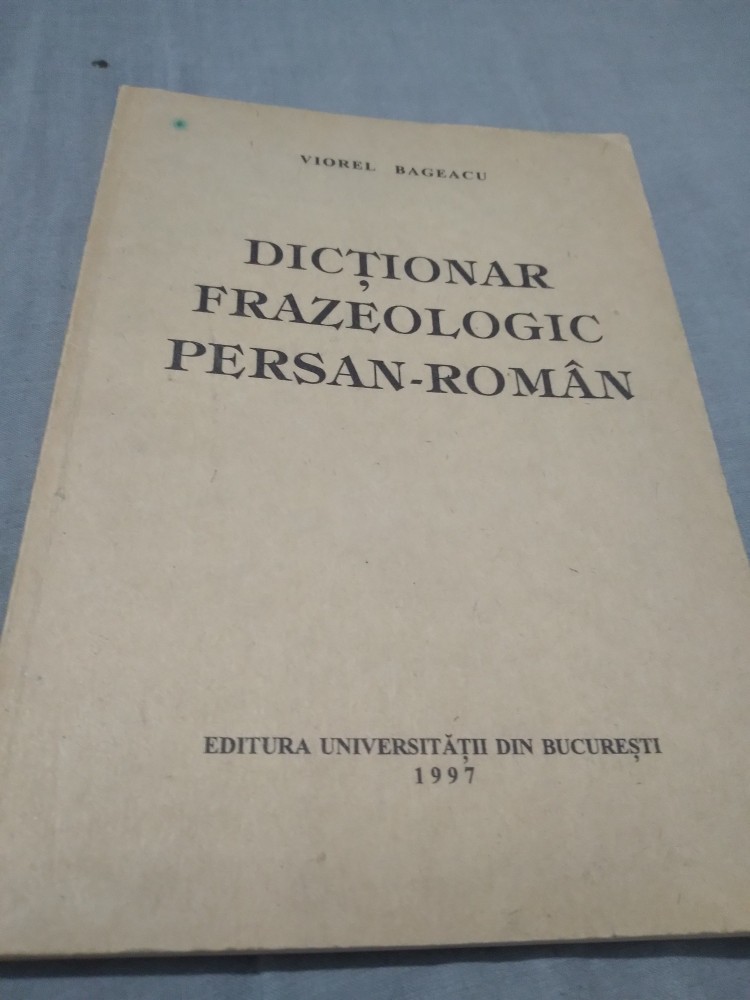 VIOREL BAGEACU
DICȚIONAR
FRAZEOLOGIC
PERSAN-ROMÂN
EDITURA UNIVERSITĂȚII DIN BUCUREȘTI
1997